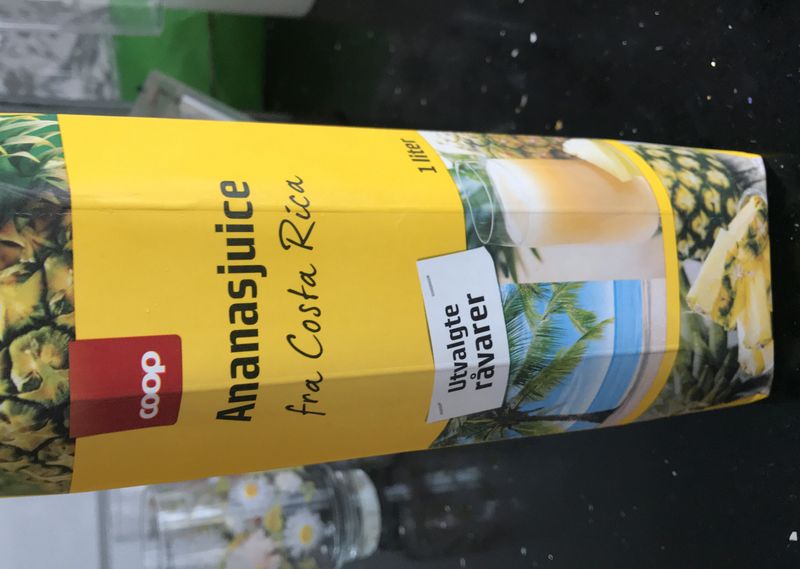 coop
Ananasjuice
fra Costa Rica
1 liter
Utvalgte
råvarer